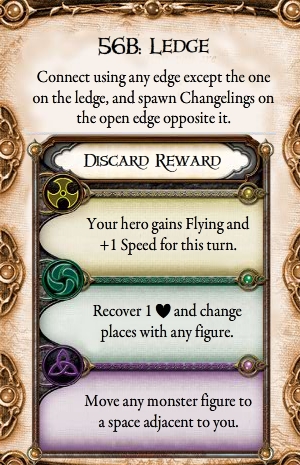 56B: Ledge
Connect using any edge except the one
on the ledge, and spawn Changelings on
the open edge opposite it.
Discard Reward
Your hero gains Flying and
+1 Speed for this turn.
Recover 1 ♥ and change
places with any figure.
Move any monster figure to
a space adjacent to you.